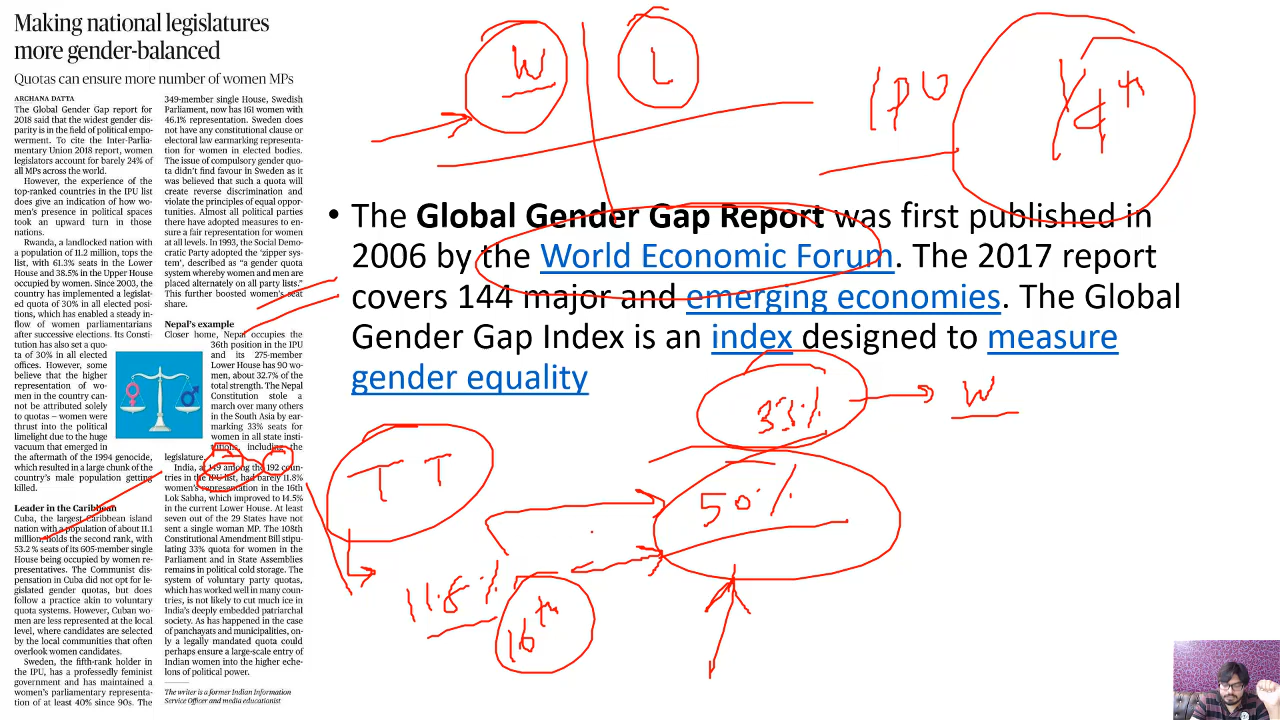 Making national legislatures
more gender-balanced
Quotas can ensure more number of women MPs
ARCHANA DATTA
The Global Gender Gap report for
2018 said that the widest gender dis-
parity is in the field of political empo-
werment. To cite the Inter-Parlia-
mentary Union 2018 report, women
legislators account for barely 24% of
all MPs across the world.
However, the experience of the
top-ranked countries in the IPU list
does give an indication of how wo-
men's presence in political spaces
took an upward turn in those
nations.
Rwanda, a landlocked nation with
a population of 11.2 million, tops the
list, with 61.3% seats in the Lower
House and 38.5% in the Upper House
occupied by women. Since 2003, the
country has implemented a legislat-
ed quota of 30% in all elected posi-
tions, which has enabled a steady in-
flow of women parliamentarians
after successive elections. Its Consti-
tution has also set a quo-
ta of 30% in all elected
offices. However, some
believe that the higher
representation of wo-
men in the country can-
not be attributed solely
to quotas – women were
thrust into the political
limelight due to the huge
vacuum that emerged in
the aftermath of the 1994 genocide,
which resulted in a large chunk of the
country's male population getting
killed.
Leader in the Caribbean
Cuba, the largest Caribbean island
nation with a population of about 11.1
million, holds the second rank, with
53.2 % seats of its 605-member single
House being occupied by women re-
presentatives. The Communist dis-
pensation in Cuba did not opt for le-
gislated gender quotas, but does
follow a practice akin to voluntary
quota systems. However, Cuban wo-
men are less represented at the local
level, where candidates are selected
by the local communities that often
overlook women candidates.
Sweden, the fifth-rank holder in
the IPU, has a professedly feminist
government and has maintained a
women's parliamentary representa-
tion of at least 40% since 90s. The
349-member single House, Swedish
Parliament, now has 161 women with
46.1% representation. Sweden does
not have any constitutional clause or
electoral law earmarking representa-
tion for women in elected bodies.
The issue of compulsory gender quo-
ta didn't find favour in Sweden as it
was believed that such a quota will
create reverse discrimination and
violate the principles of equal oppor-
tunities. Almost all political parties
there have adopted measures to en-
sure a fair representation for women
at all levels. In 1993, the Social Demo-
cratic Party adopted the 'zipper sys-
tem', described as “a gender quota
system whereby women and men are
placed alternately on all party lists.”
This further boosted women's seat
share.
Nepal's example
Closer home, Nepal occupies the
36th position in the IPU
and its 275-member
Lower House has 90 wo-
men, about 32.7% of the
total strength. The Nepal
Constitution stole a
march over many others
in the South Asia by ear-
marking 33% seats for
women in all state insti-
tutions, including the
legislature.
India, at 149 among the 192 coun-
tries in the IPU list, had barely 11.8%
women's representation in the 16th
Lok Sabha, which improved to 14.5%
in the current Lower House. At least
seven out of the 29 States have not
sent a single woman MP. The 108th
Constitutional Amendment Bill stipu-
lating 33% quota for women in the
Parliament and in State Assemblies
remains in political cold storage. The
system of voluntary party quotas,
which has worked well in many coun-
tries, is not likely to cut much ice in
India's deeply embedded patriarchal
society. As has happened in the case
of panchayats and municipalities, on-
ly a legally mandated quota could
perhaps ensure a large-scale entry of
Indian women into the higher eche-
lons of political power.
The writer is a former Indian Information
Service Officer and media educationist
W L
IPU
• The Global Gender Gap Report was first published in
2006 by the World Economic Forum. The 2017 report
covers 144 major and emerging economies. The Global
Gender Gap Index is an index designed to measure
gender equality
33% W
T T
50%
11.8%
16th